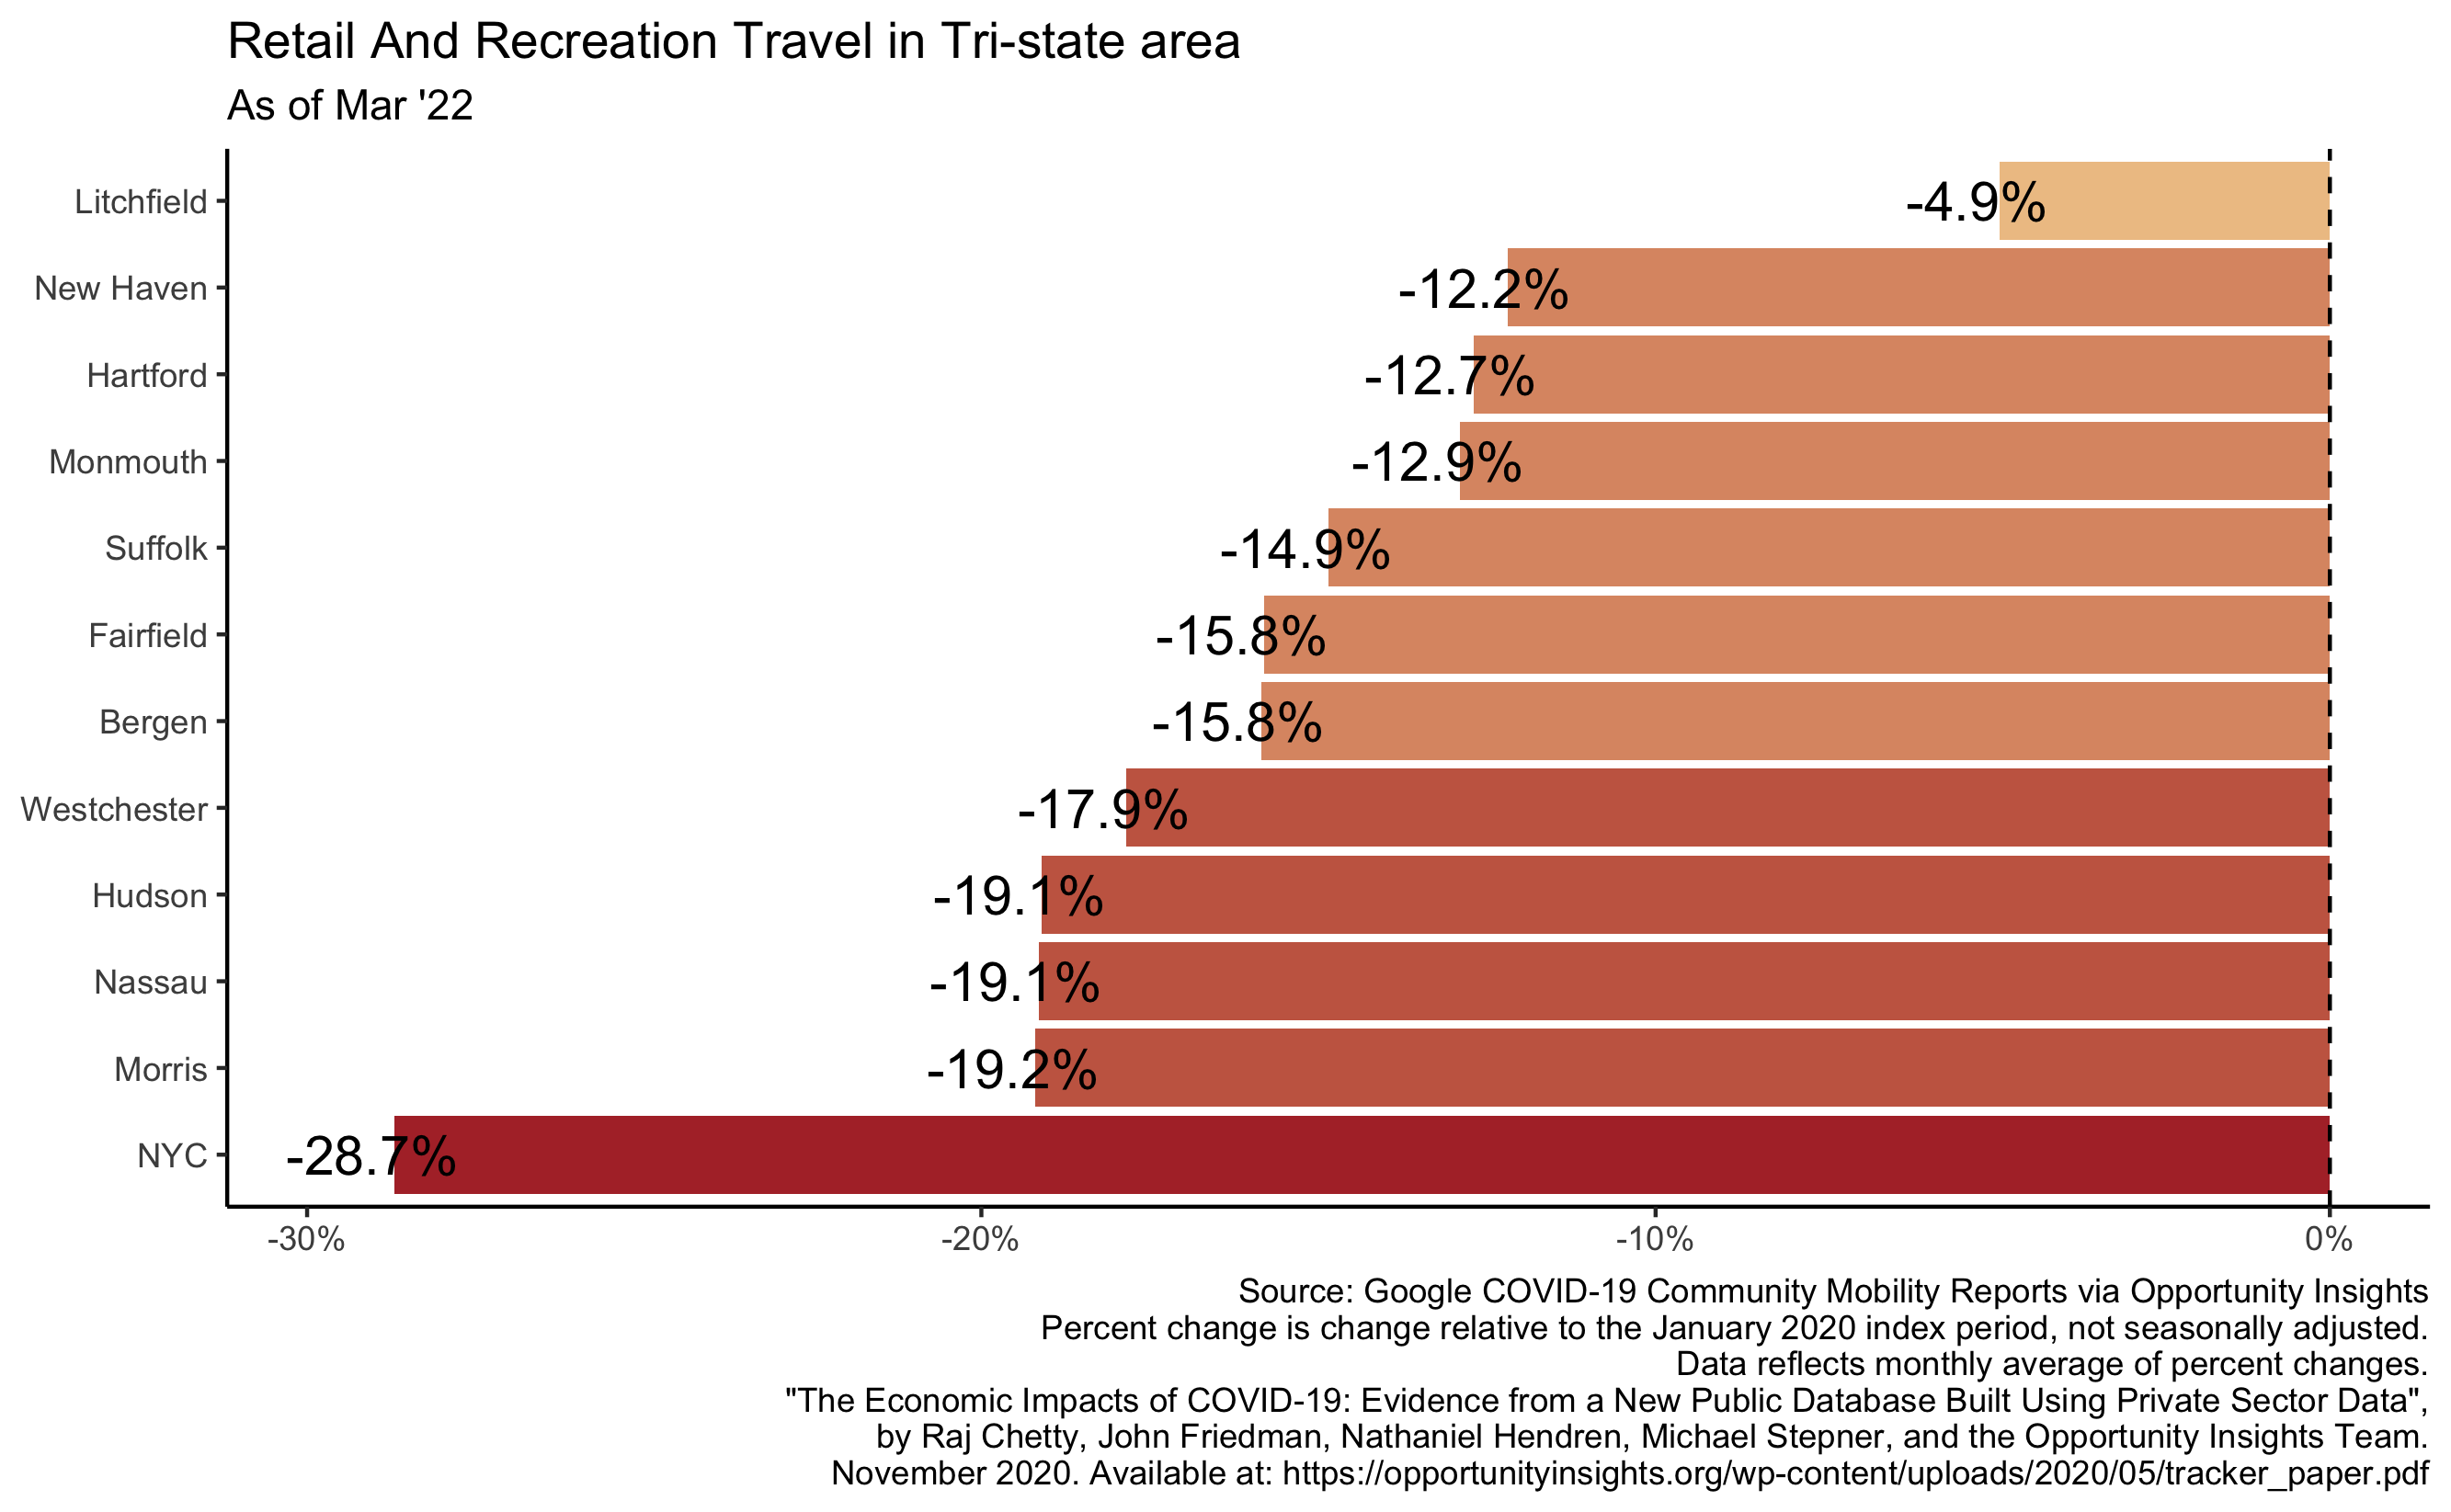 Retail And Recreation Travel in Tri-state area
As of Mar '22
Litchfield -4.9%
New Haven -12.2%
Hartford -12.7%
Monmouth -12.9%
Suffolk -14.9%
Fairfield -15.8%
Bergen -15.8%
Westchester -17.9%
Hudson -19.1%
Nassau -19.1%
Morris -19.2%
NYC -28.7%
-30% -20% -10% 0%
Source: Google COVID-19 Community Mobility Reports via Opportunity Insights
Percent change is change relative to the January 2020 index period, not seasonally adjusted.
Data reflects monthly average of percent changes.
"The Economic Impacts of COVID-19: Evidence from a New Public Database Built Using Private Sector Data",
by Raj Chetty, John Friedman, Nathaniel Hendren, Michael Stepner, and the Opportunity Insights Team.
November 2020. Available at: https://opportunityinsights.org/wp-content/uploads/2020/05/tracker_paper.pdf